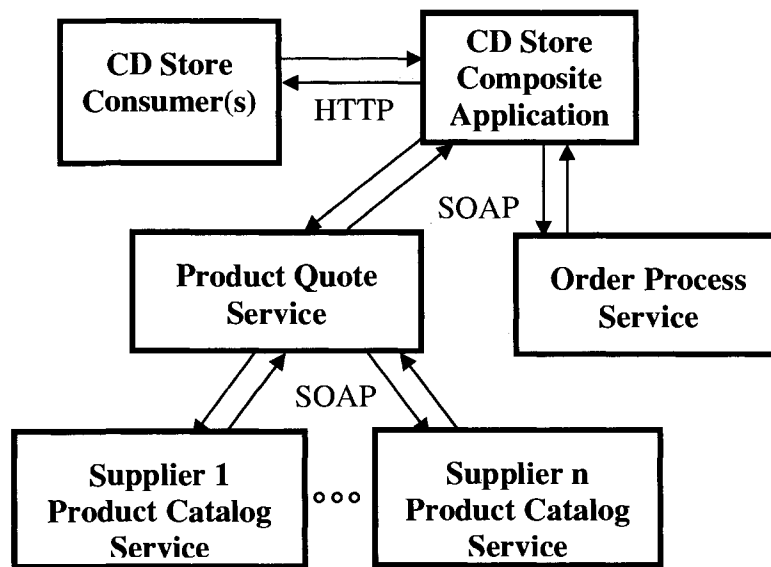 CD Store
Consumer(s)
HTTP
CD Store
Composite
Application
SOAP
Product Quote
Service
Order Process
Service
SOAP
Supplier 1
Product Catalog
Service
Supplier n
Product Catalog
Service